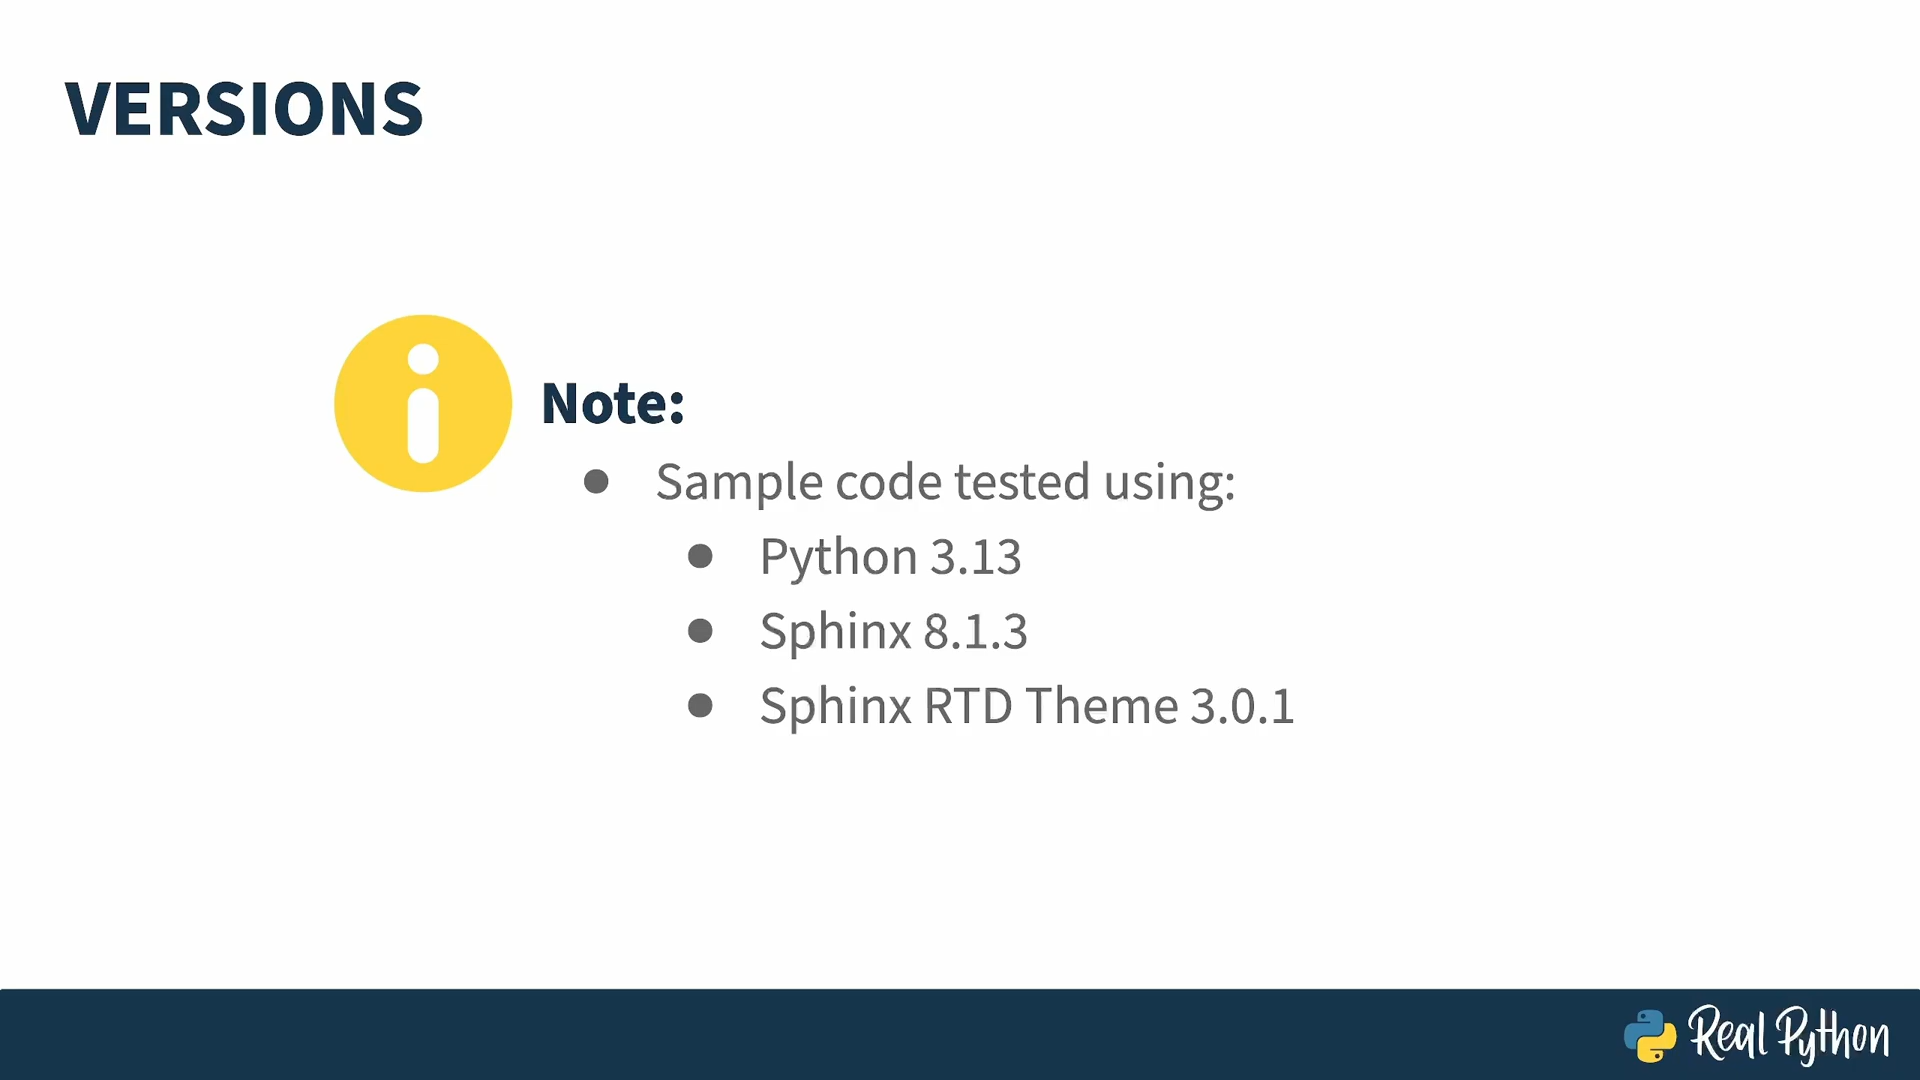 VERSIONS
Note:
Sample code tested using:
Python 3.13
Sphinx 8.1.3
Sphinx RTD Theme 3.0.1
Real Python